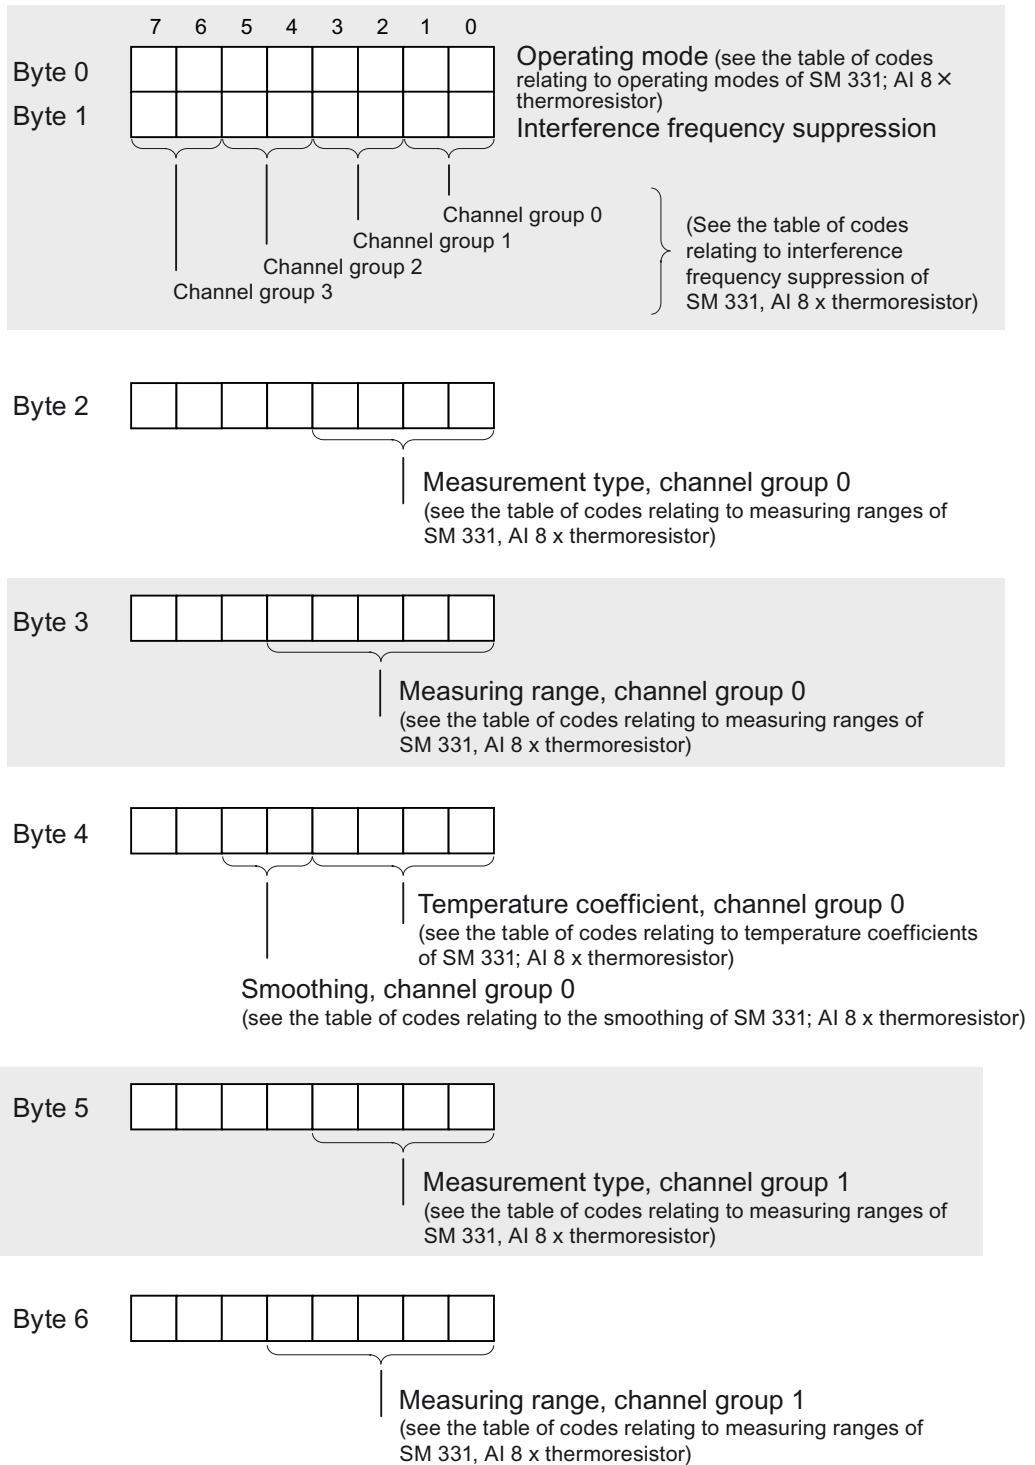 7 6 5 4 3 2 1 0
Byte 0
Operating mode (see the table of codes
relating to operating modes of SM 331; AI 8 ×
thermoresistor)
Byte 1
Interference frequency suppression
Channel group 0
Channel group 1
Channel group 2
Channel group 3
(See the table of codes
relating to interference
frequency suppression of
SM 331, AI 8 x thermoresistor)
Byte 2
Measurement type, channel group 0
(see the table of codes relating to measuring ranges of
SM 331, AI 8 x thermoresistor)
Byte 3
Measuring range, channel group 0
(see the table of codes relating to measuring ranges of
SM 331, AI 8 x thermoresistor)
Byte 4
Temperature coefficient, channel group 0
(see the table of codes relating to temperature coefficients
of SM 331; AI 8 x thermoresistor)
Smoothing, channel group 0
(see the table of codes relating to the smoothing of SM 331; AI 8 x thermoresistor)
Byte 5
Measurement type, channel group 1
(see the table of codes relating to measuring ranges of
SM 331, AI 8 x thermoresistor)
Byte 6
Measuring range, channel group 1
(see the table of codes relating to measuring ranges of
SM 331, AI 8 x thermoresistor)